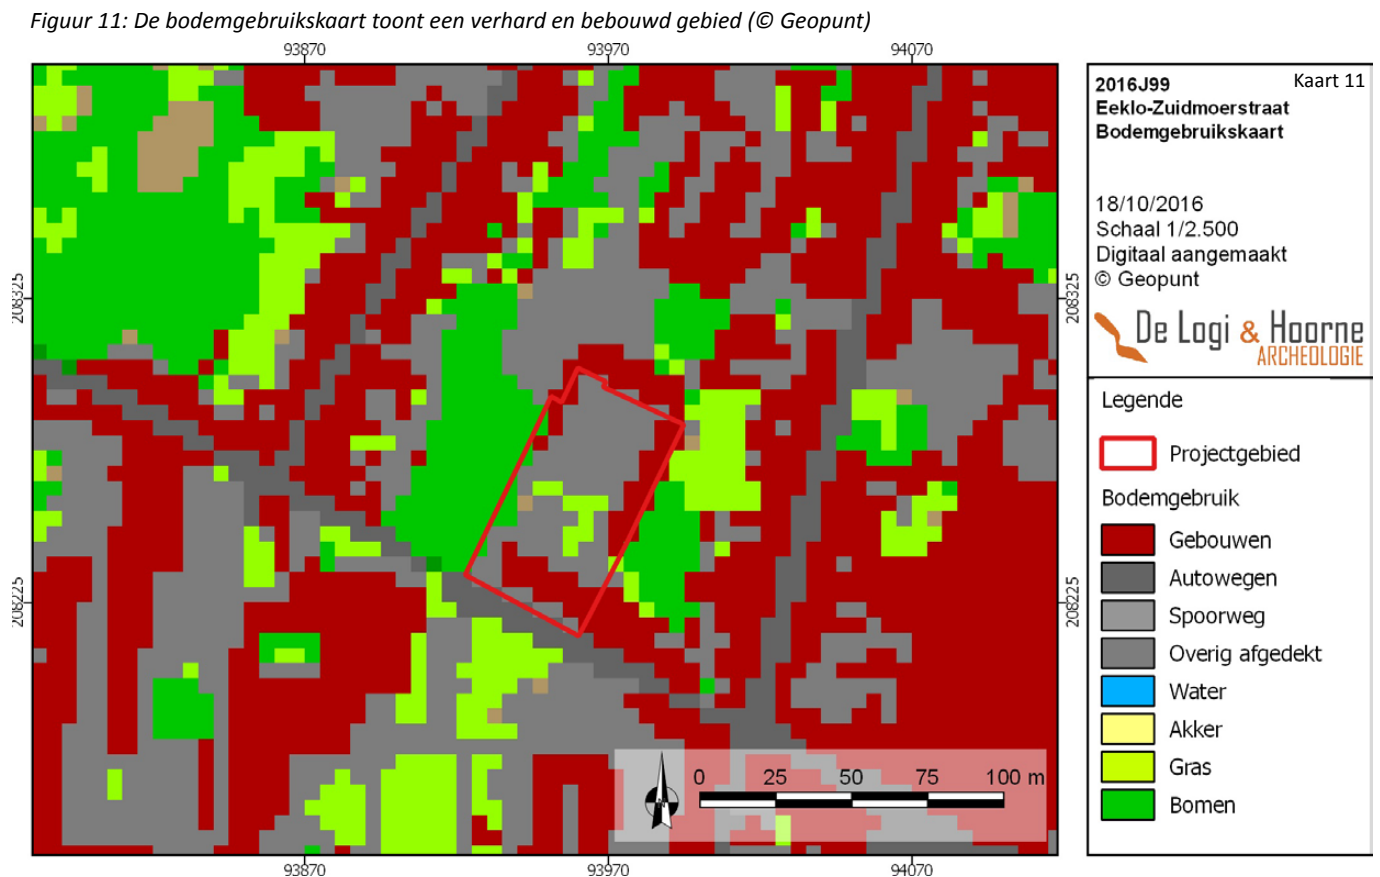 Figuur 11: De bodemgebruikskaart toont een verhard en bebouwd gebied (© Geopunt)
93870
93970
94070
208325
208325
208225
208225
93870
93970
94070
N
0 25 50 75 100 m
2016J99 Kaart 11
Eeklo-Zuidmoerstraat
Bodemgebruikskaart
18/10/2016
Schaal 1/2.500
Digitaal aangemaakt
© Geopunt
De Logi & Hoorne
ARCHEOLOGIE
Legende
Projectgebied
Bodemgebruik
Gebouwen
Autowegen
Spoorweg
Overig afgedekt
Water
Akker
Gras
Bomen